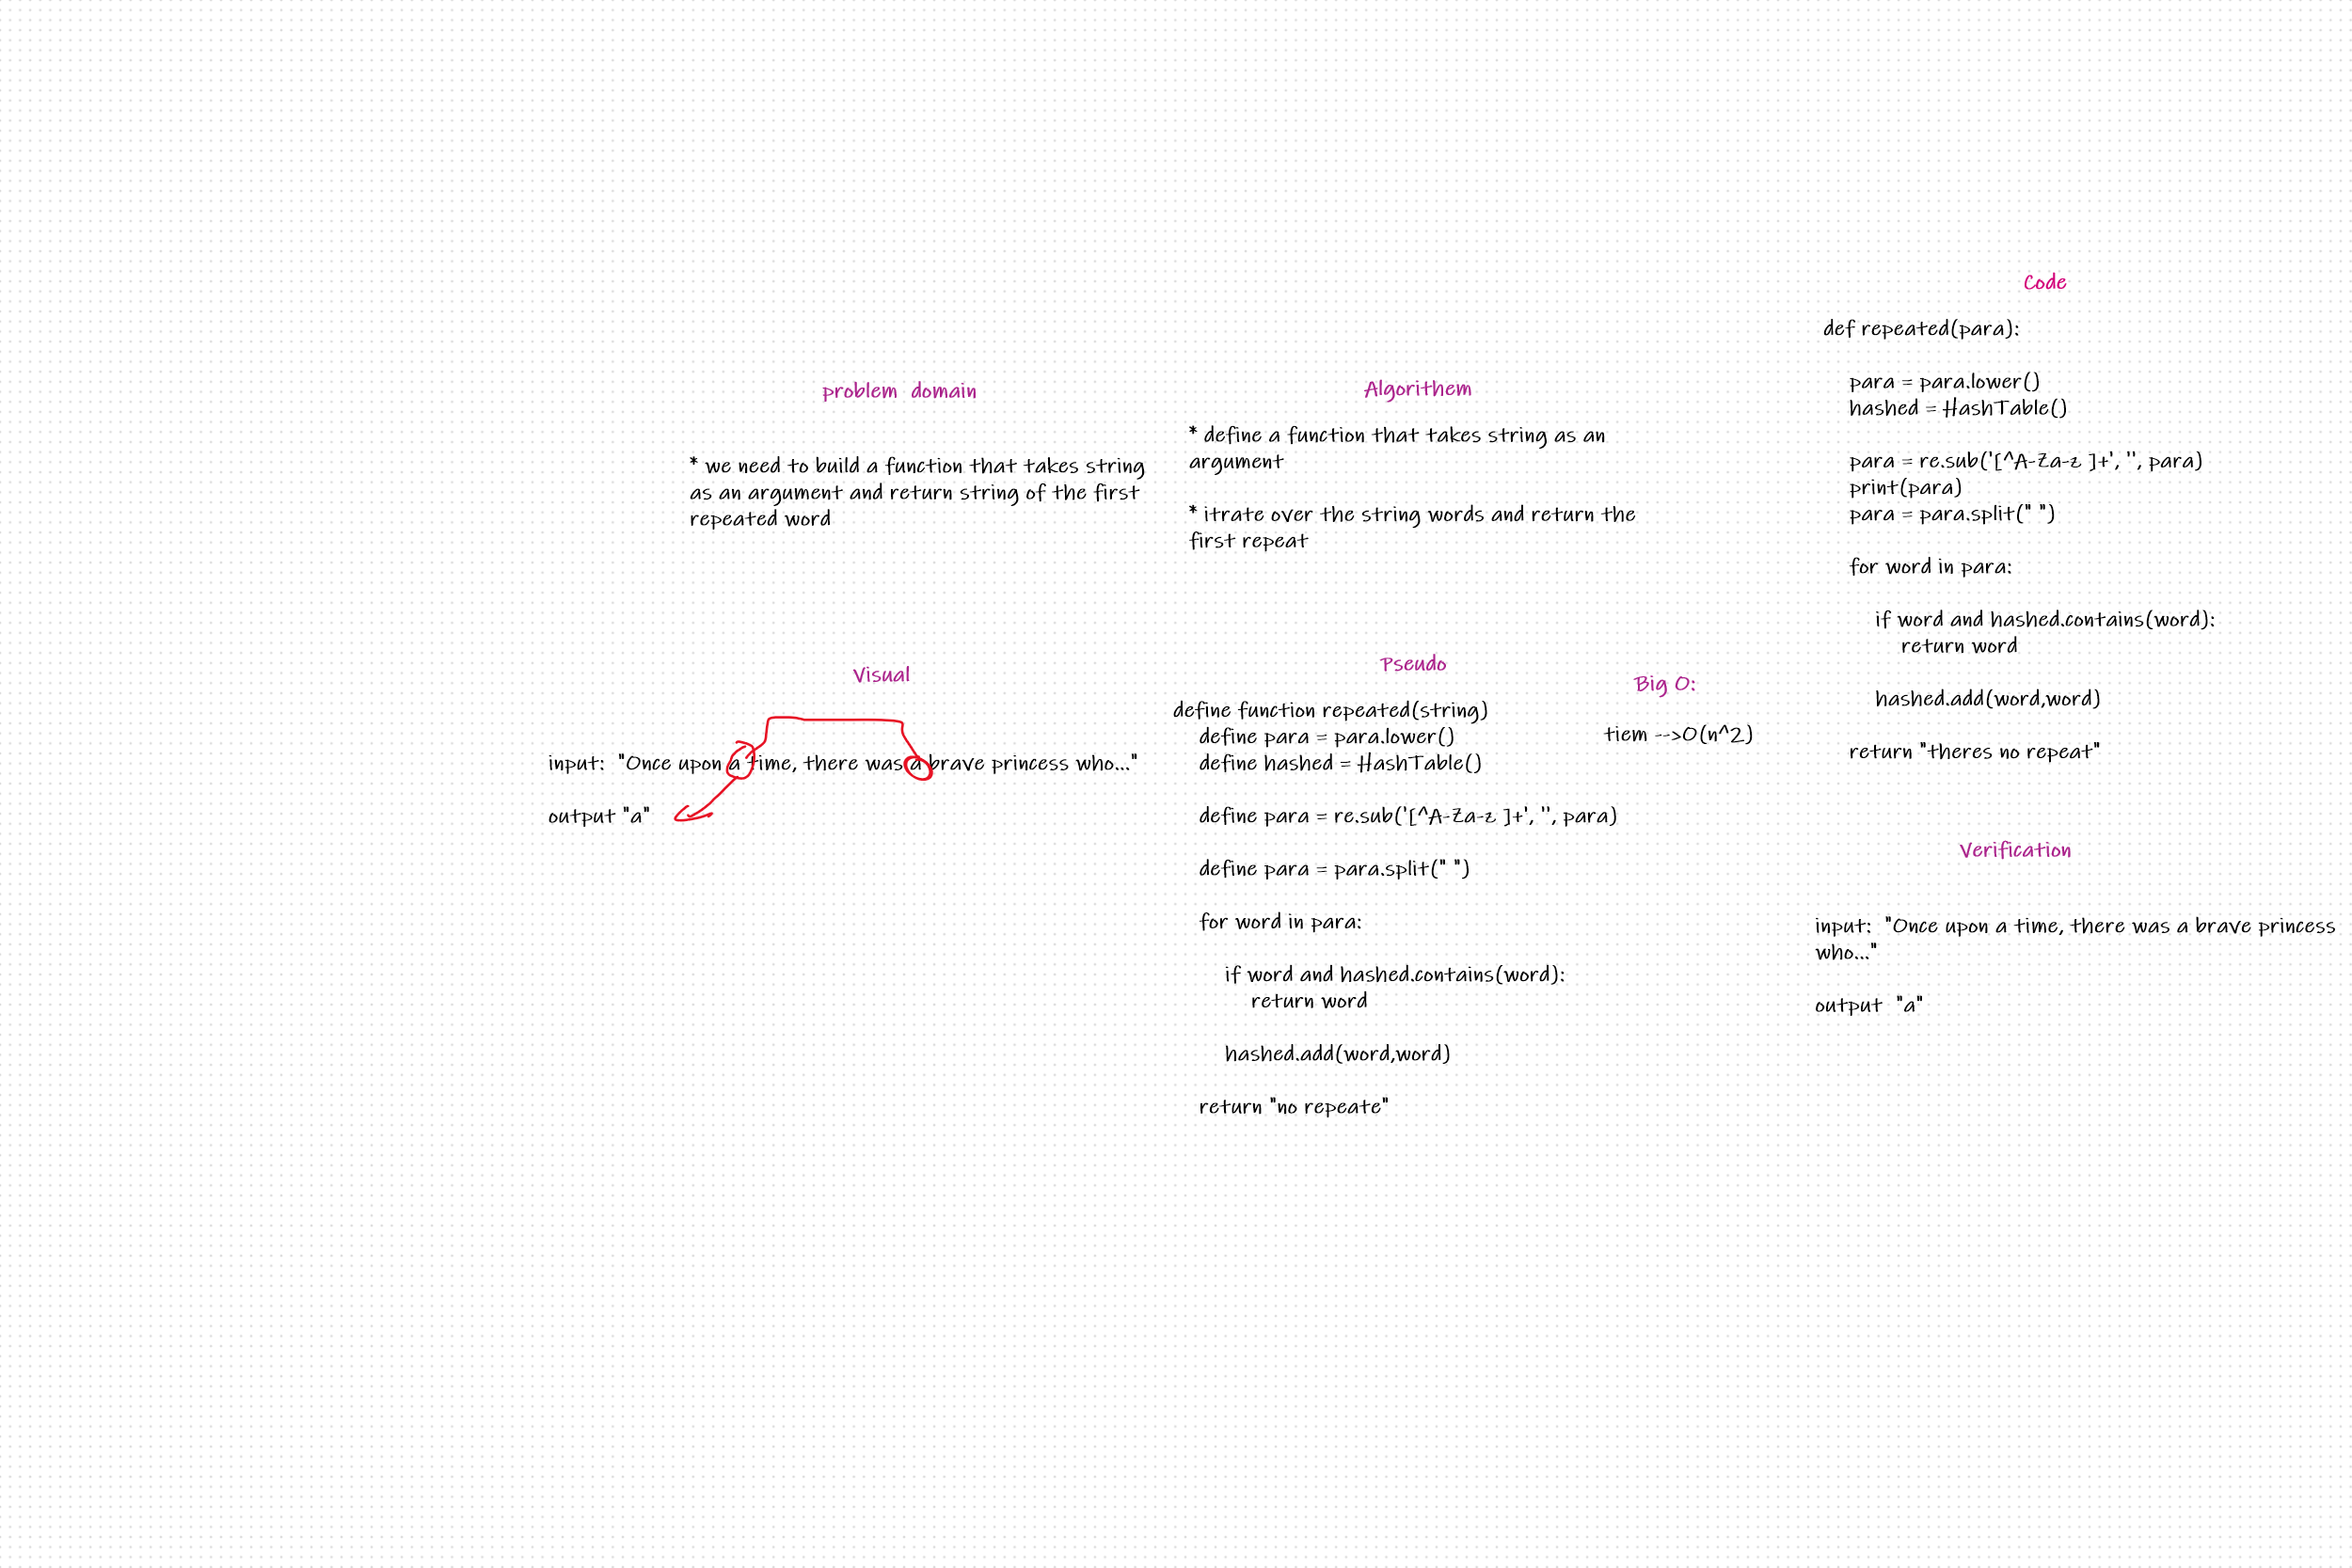 problem domain
* we need to build a function that takes string
as an argument and return string of the first
repeated word
Algorithem
* define a function that takes string as an
argument
* itrate over the string words and return the
first repeat
Visual
input: "Once upon a time, there was a brave princess who..."
output "a"
Pseudo
define function repeated(string)
define para = para.lower()
define hashed = HashTable()
define para = re.sub('[^A-Za-z ]+', '', para)
define para = para.split(" ")
for word in para:
if word and hashed.contains(word):
return word
hashed.add(word,word)
return "no repeate"
Big O:
tiem -->O(n^2)
Code
def repeated(para):
para = para.lower()
hashed = HashTable()
para = re.sub('[^A-Za-z ]+', '', para)
print(para)
para = para.split(" ")
for word in para:
if word and hashed.contains(word):
return word
hashed.add(word,word)
return "theres no repeat"
Verification
input: "Once upon a time, there was a brave princess
who..."
output "a"